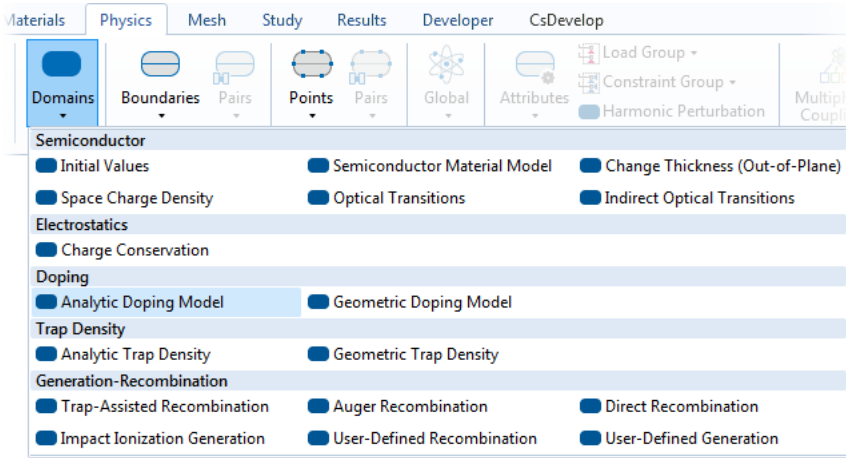 Materials Physics Mesh Study Results Developer CsDevelop
Domains Boundaries Pairs Points Pairs Global Attributes
Load Group
Constraint Group
Harmonic Perturbation
Semiconductor
Initial Values Semiconductor Material Model Change Thickness (Out-of-Plane)
Space Charge Density Optical Transitions Indirect Optical Transitions
Electrostatics
Charge Conservation
Doping
Analytic Doping Model Geometric Doping Model
Trap Density
Analytic Trap Density Geometric Trap Density
Generation-Recombination
Trap-Assisted Recombination Auger Recombination Direct Recombination
Impact Ionization Generation User-Defined Recombination User-Defined Generation